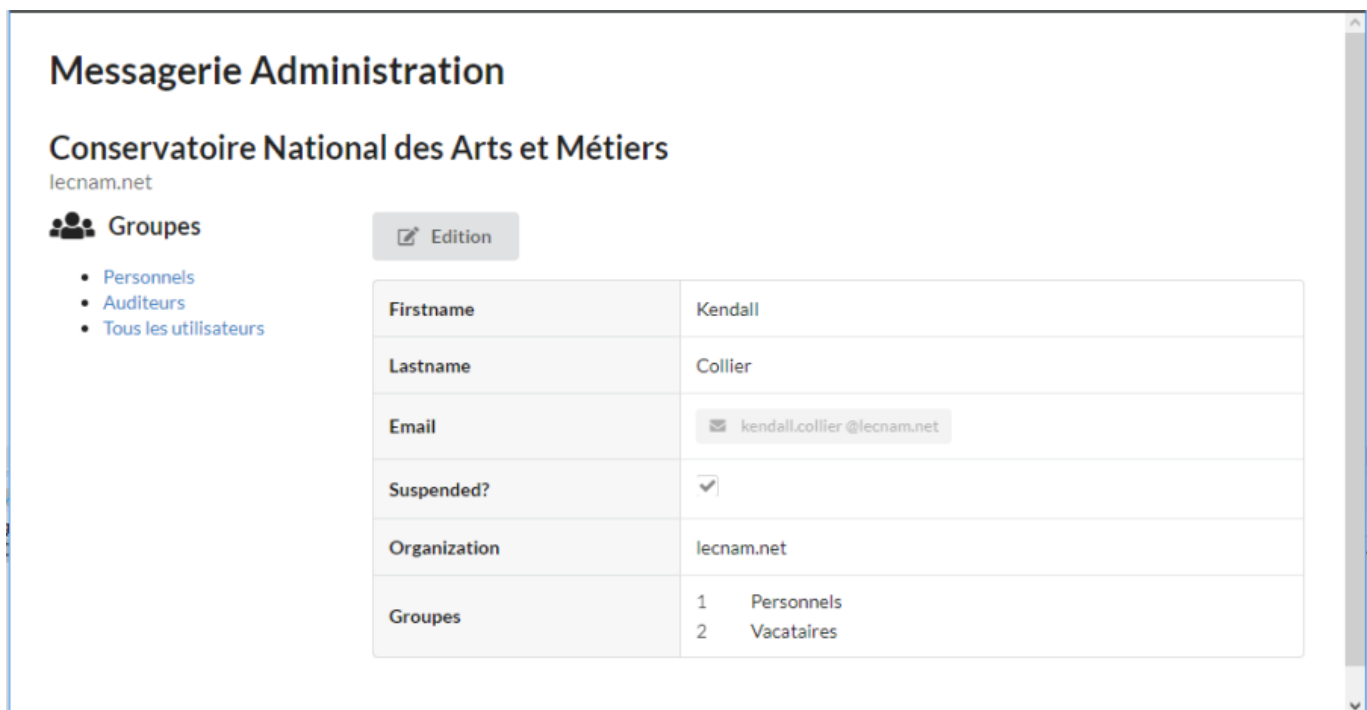 Messagerie Administration
Conservatoire National des Arts et Métiers
lecnam.net
Groupes
Personnels
Auditeurs
Tous les utilisateurs
Edition
Firstname Kendall
Lastname Collier
Email kendall.collier @lecnam.net
Suspended?
Organization lecnam.net
Groupes 1 Personnels
2 Vacataires